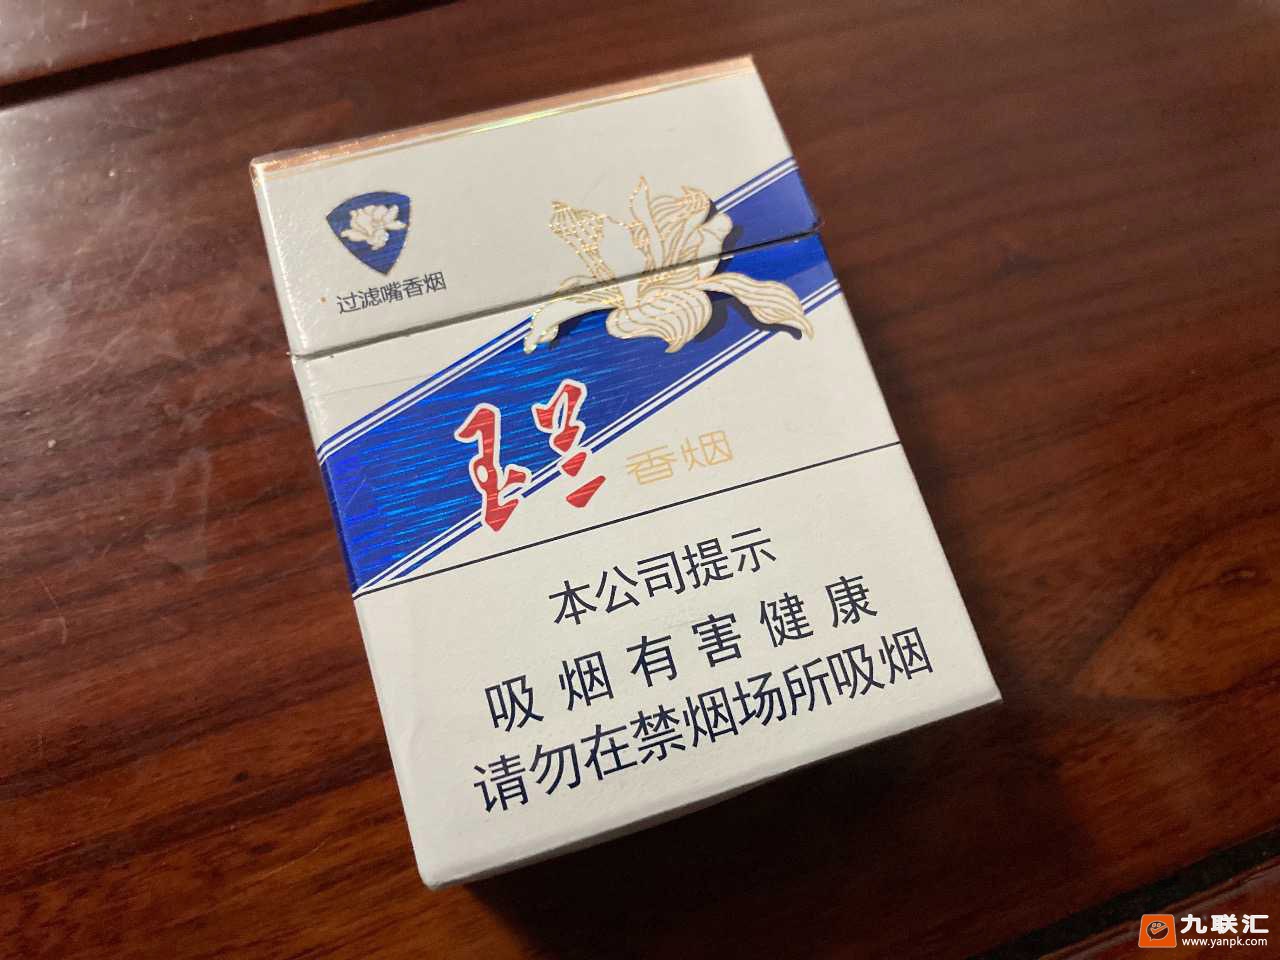 过滤嘴香烟
玉兰 香烟
本公司提示
吸烟有害健康
请勿在禁烟场所吸烟
九联汇
www.yanpk.com